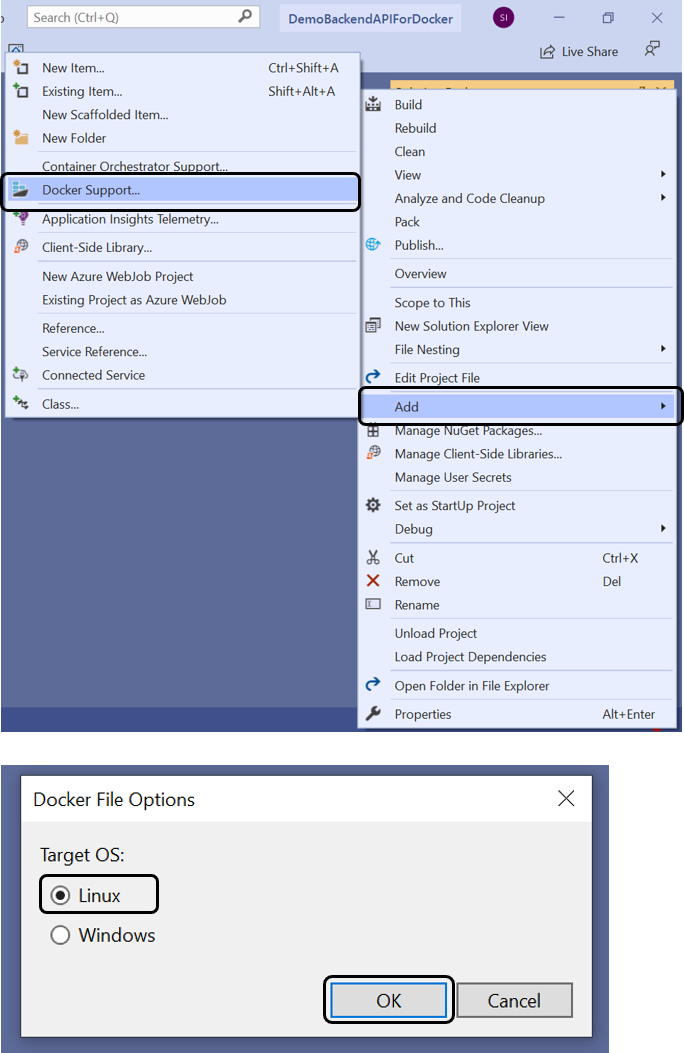 Search (Ctrl+Q)
DemoBackendAPIForDocker
SI
Live Share
New Item... Ctrl+Shift+A
Existing Item... Shift+Alt+A
New Scaffolded Item...
New Folder
Container Orchestrator Support...
Docker Support...
Application Insights Telemetry...
Client-Side Library...
New Azure WebJob Project
Existing Project as Azure WebJob
Reference...
Service Reference...
Connected Service
Class...
Build
Rebuild
Clean
View
Analyze and Code Cleanup
Pack
Publish...
Overview
Scope to This
New Solution Explorer View
File Nesting
Edit Project File
Add
Manage NuGet Packages...
Manage Client-Side Libraries...
Manage User Secrets
Set as StartUp Project
Debug
Cut Ctrl+X
Remove Del
Rename
Unload Project
Load Project Dependencies
Open Folder in File Explorer
Properties Alt+Enter
Docker File Options
Target OS:
Linux
Windows
OK Cancel